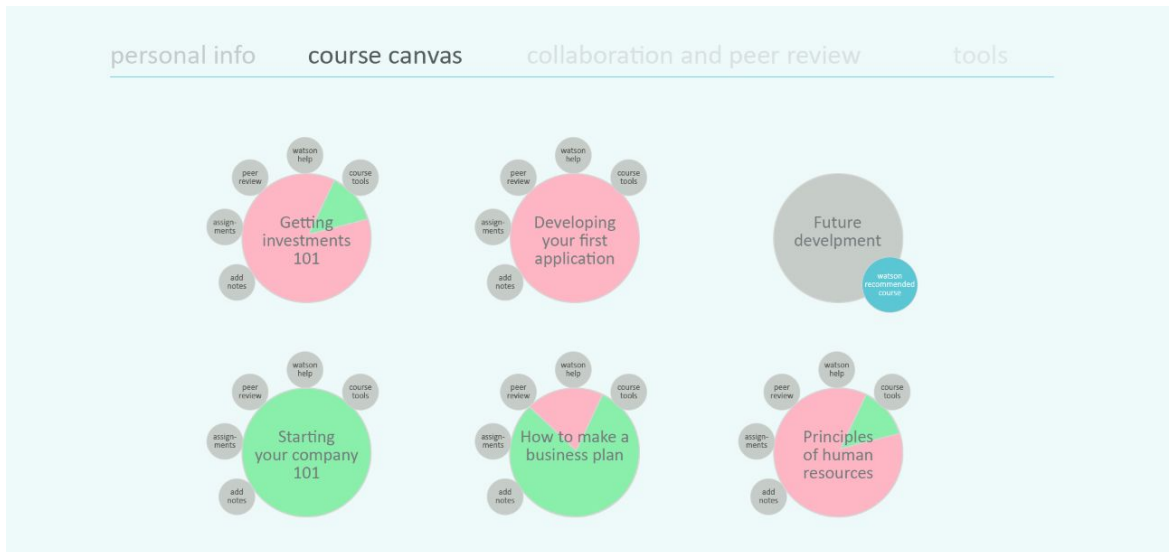 personal info
course canvas
collaboration and peer review
tools
watson
help
peer
review
course
tools
assign-
ments
Getting
investments
101
add
notes
watson
help
peer
review
course
tools
assign-
ments
Developing
your first
application
add
notes
Future
develpment
watson
recommended
course
watson
help
peer
review
course
tools
assign-
ments
Starting
your company
101
add
notes
watson
help
peer
review
course
tools
assign-
ments
How to make a
business plan
add
notes
watson
help
peer
review
course
tools
assign-
ments
Principles
of human
resources
add
notes